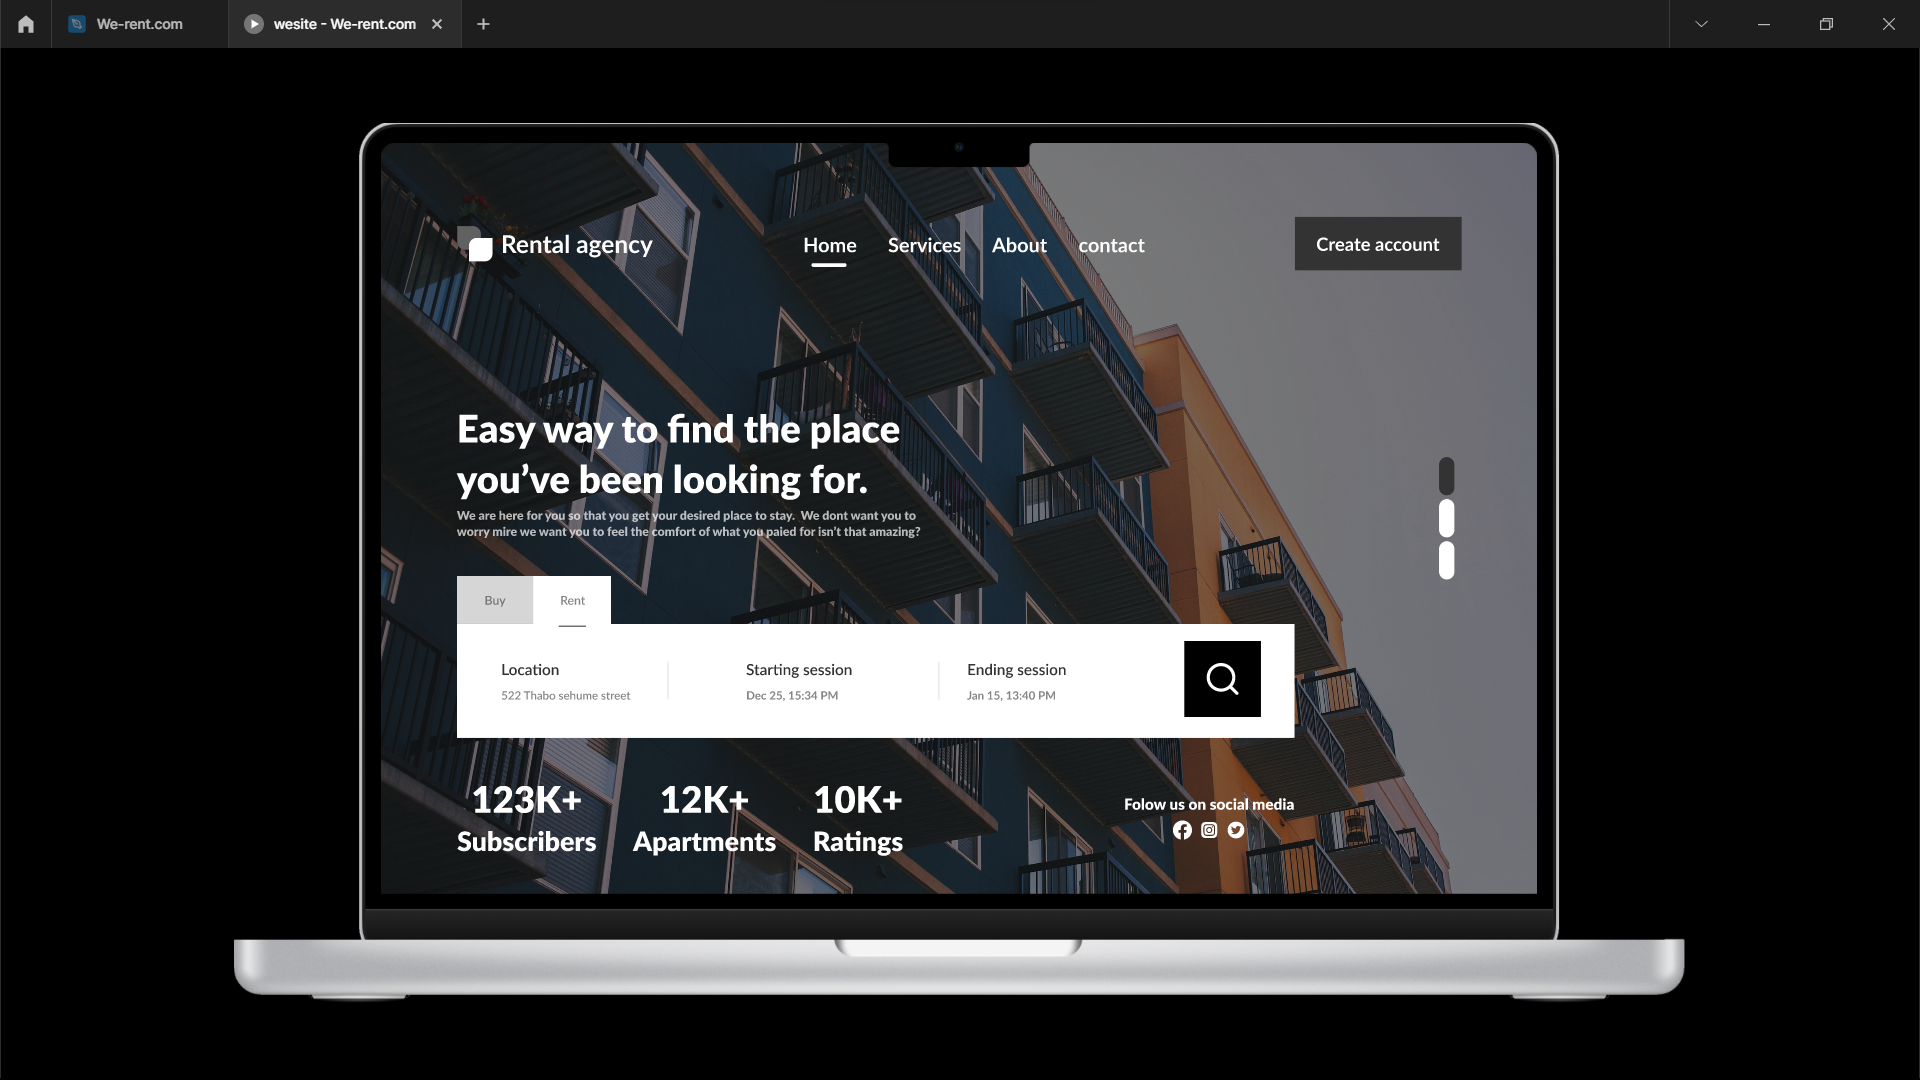 We-rent.com
wesite - We-rent.com
Rental agency
Home
Services
About
contact
Create account
Easy way to find the place
you've been looking for.
We are here for you so that you get your desired place to stay.  We dont want you to
worry mire we want you to feel the comfort of what you paied for isn't that amazing?
Buy
Rent
Location
522 Thabo sehume street
Starting session
Dec 25, 15:34 PM
Ending session
Jan 15, 13:40 PM
123K+
Subscribers
12K+
Apartments
10K+
Ratings
Folow us on social media